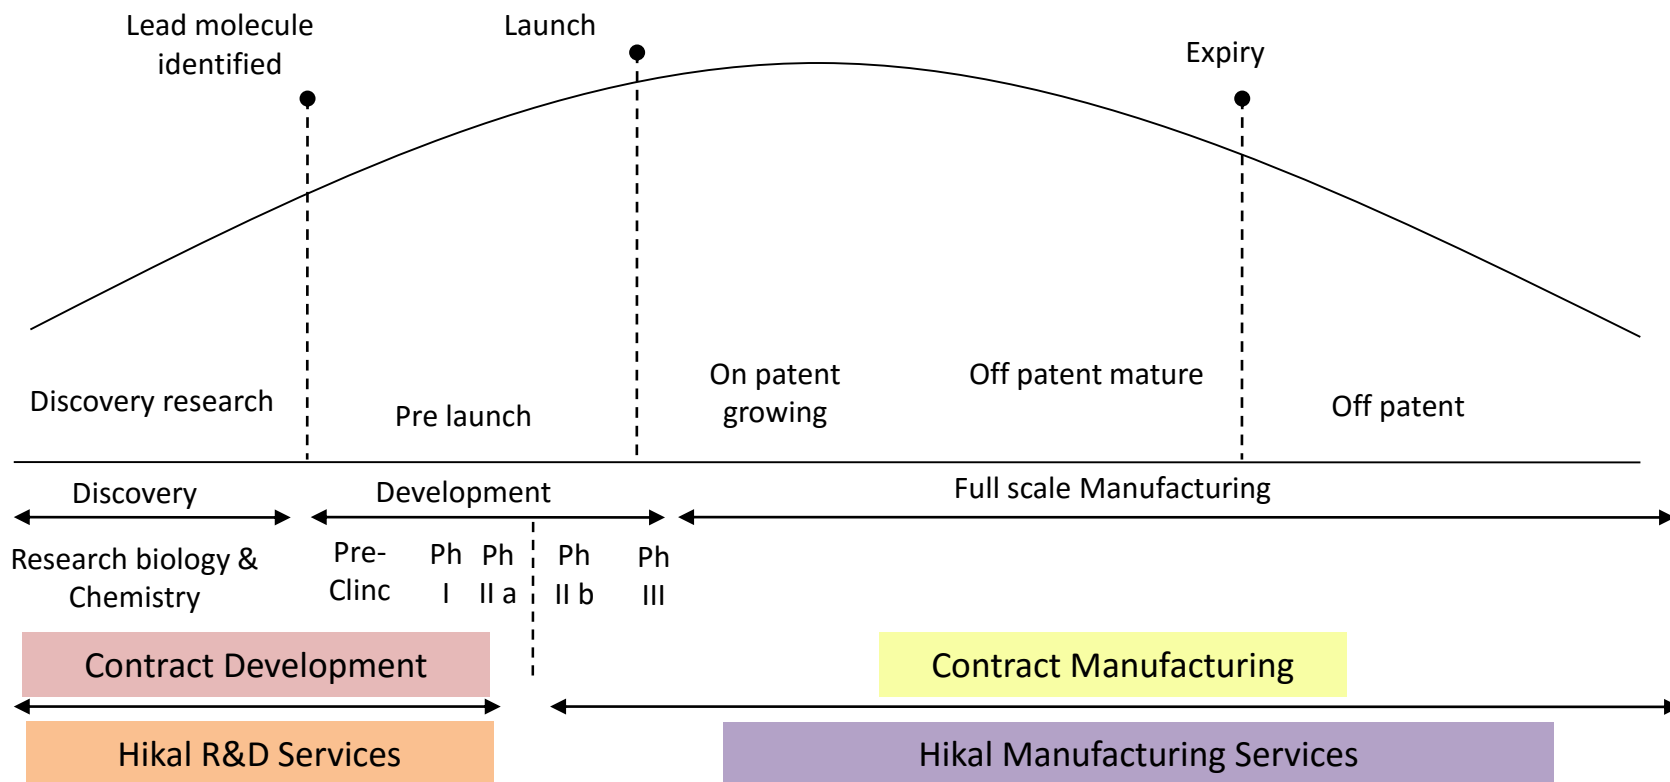 Lead molecule
identified
Launch
Expiry
Discovery research
Pre launch
On patent
growing
Off patent mature
Off patent
Discovery
Development
Full scale Manufacturing
Research biology &
Chemistry
Pre-
Clinc
Ph
I
Ph
II a
Ph
II b
Ph
III
Contract Development
Contract Manufacturing
Hikal R&D Services
Hikal Manufacturing Services